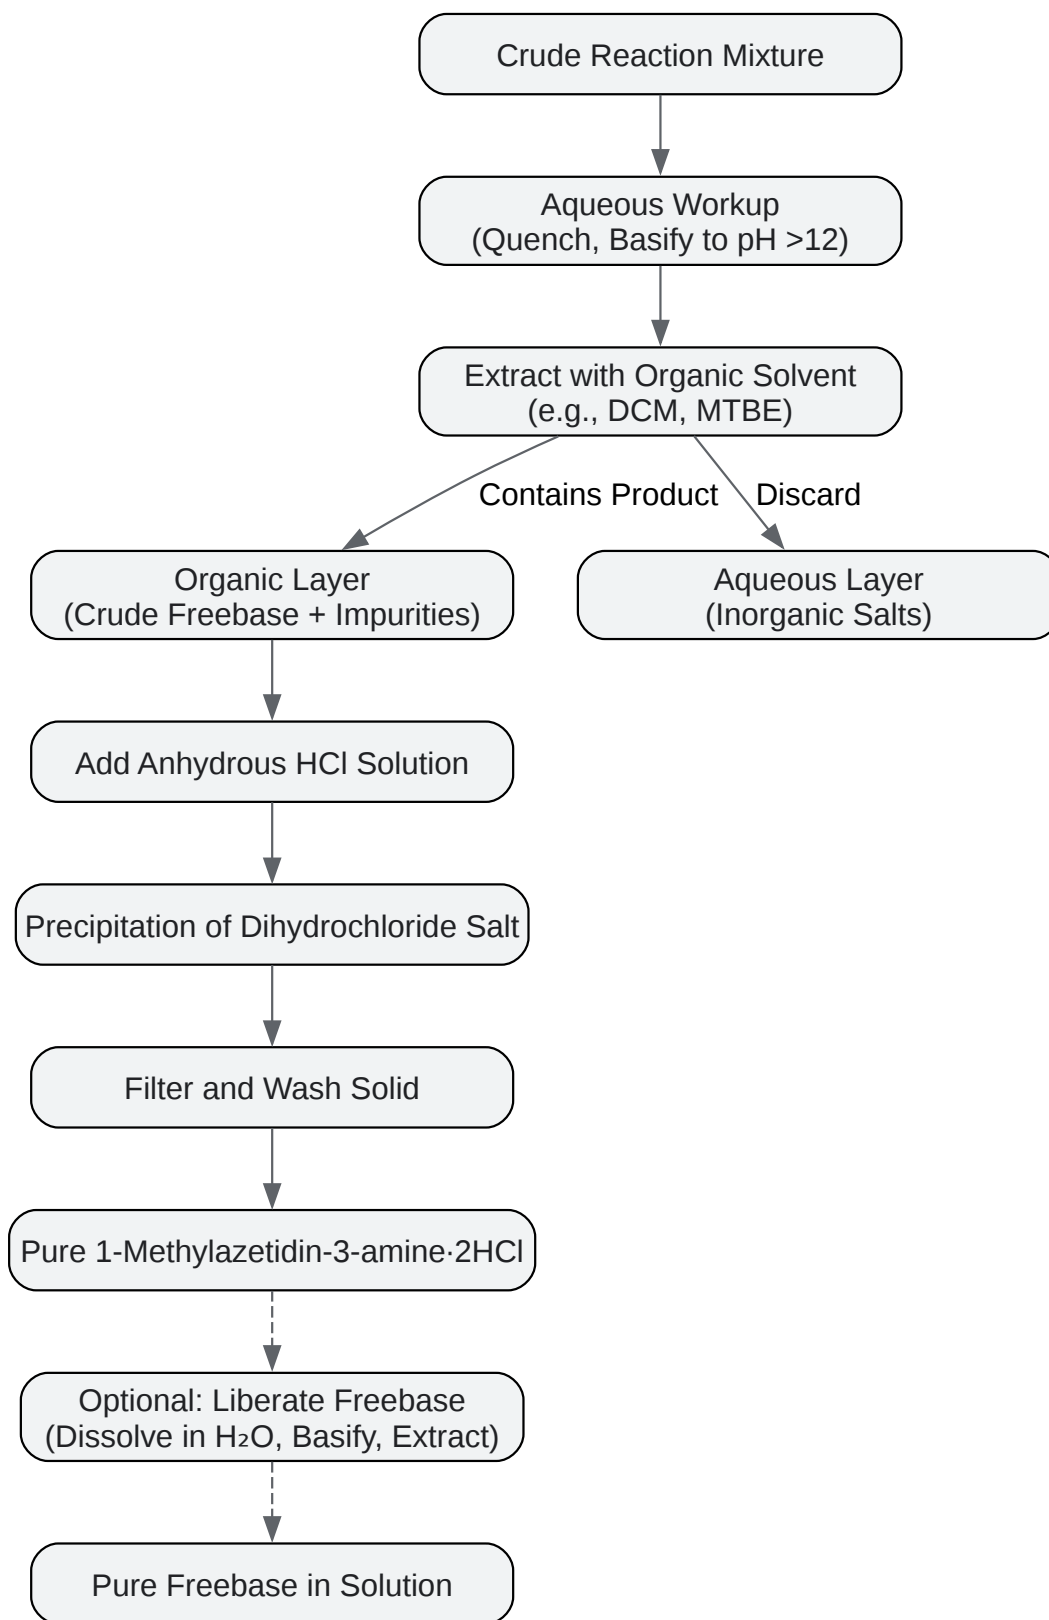 Crude Reaction Mixture
Aqueous Workup
(Quench, Basify to pH >12)
Extract with Organic Solvent
(e.g., DCM, MTBE)
Contains Product
Discard
Organic Layer
(Crude Freebase + Impurities)
Aqueous Layer
(Inorganic Salts)
Add Anhydrous HCl Solution
Precipitation of Dihydrochloride Salt
Filter and Wash Solid
Pure 1-Methylazetidin-3-amine·2HCl
Optional: Liberate Freebase
(Dissolve in H₂O, Basify, Extract)
Pure Freebase in Solution